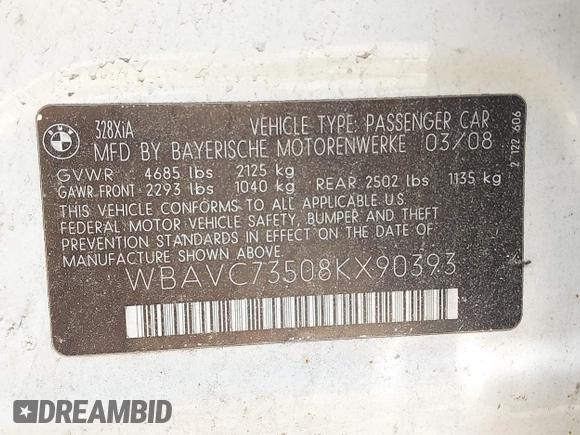 BMW
328XiA
VEHICLE TYPE: PASSENGER CAR
MFD BY BAYERISCHE MOTORENWERKE 03/08
GVWR 4685 lbs 2125 kg
GAWR FRONT 2293 lbs 1040 kg REAR 2502 lbs 1135 kg
THIS VEHICLE CONFORMS TO ALL APPLICABLE U.S.
FEDERAL MOTOR VEHICLE SAFETY, BUMPER AND THEFT
PREVENTION STANDARDS IN EFFECT ON THE DATE OF
MANUFACTURE SHOWN ABOVE
WBAVC73508KX90393
2 122 606
DREAMBID